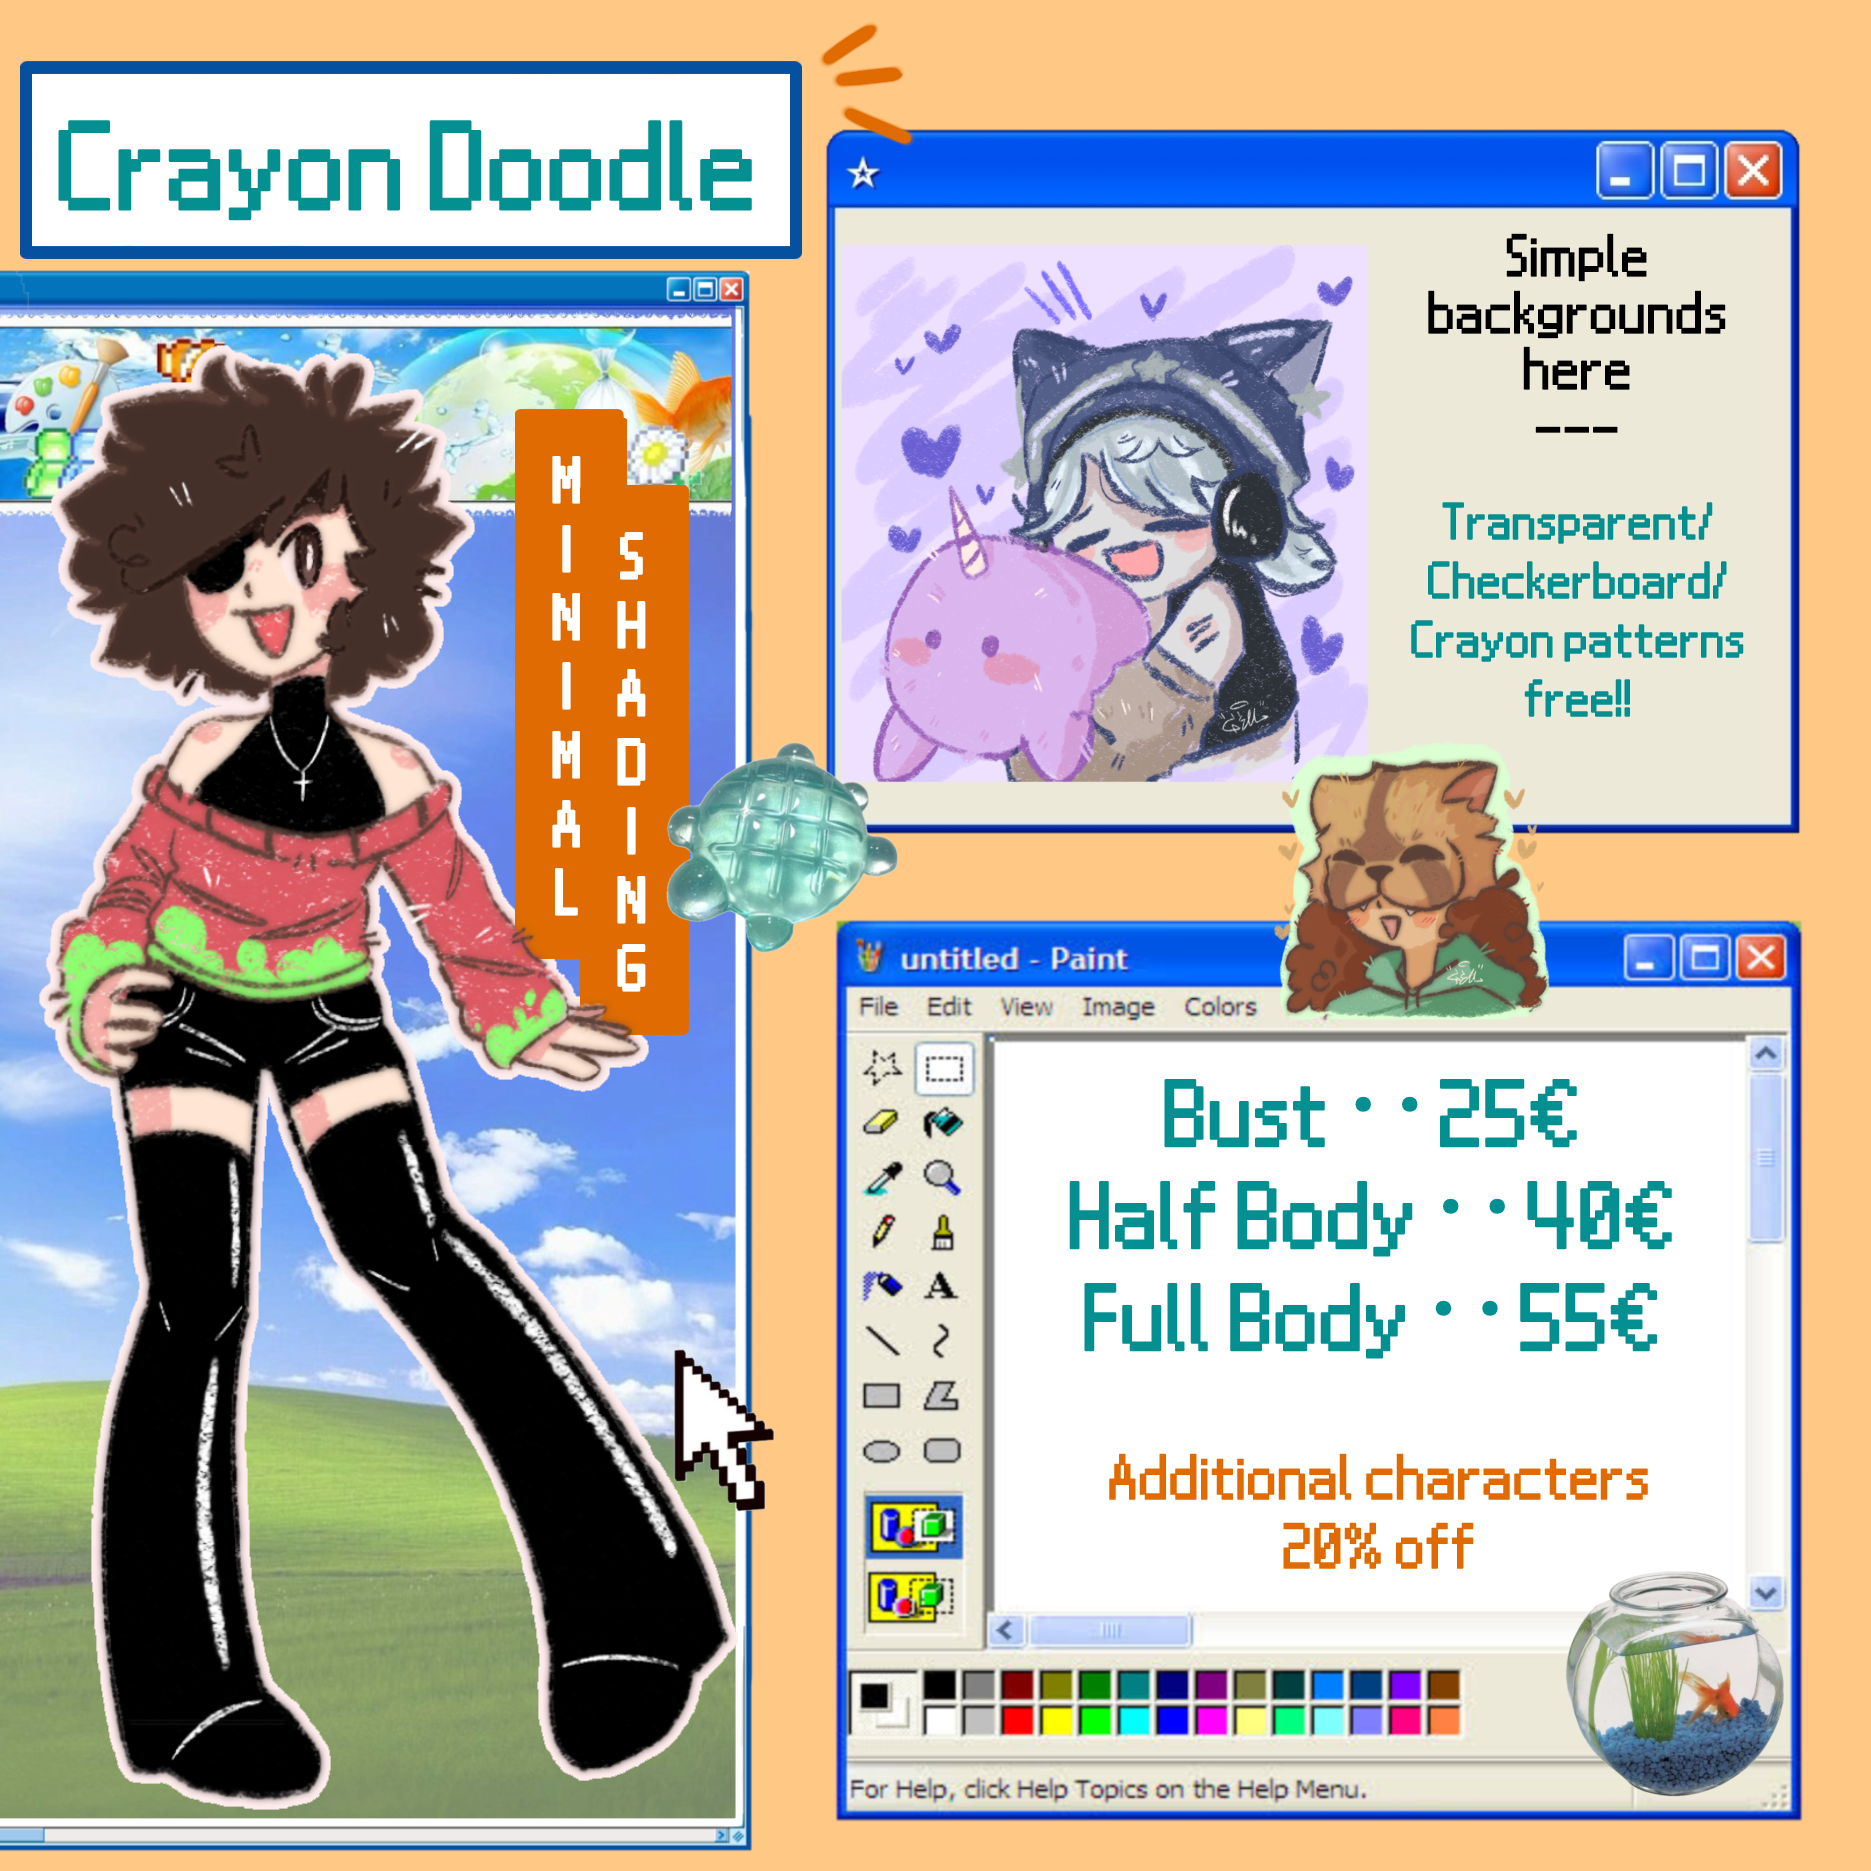 Crayon Doodle
MINIMAL
SHADING
Simple
backgrounds
here
---
Transparent/
Checkerboard/
Crayon patterns
free!!
untitled - Paint
File Edit View Image Colors
Bust · · 25€
Half Body · · 40€
Full Body · · 55€
Additional characters
20% off
A
For Help, click Help Topics on the Help Menu.